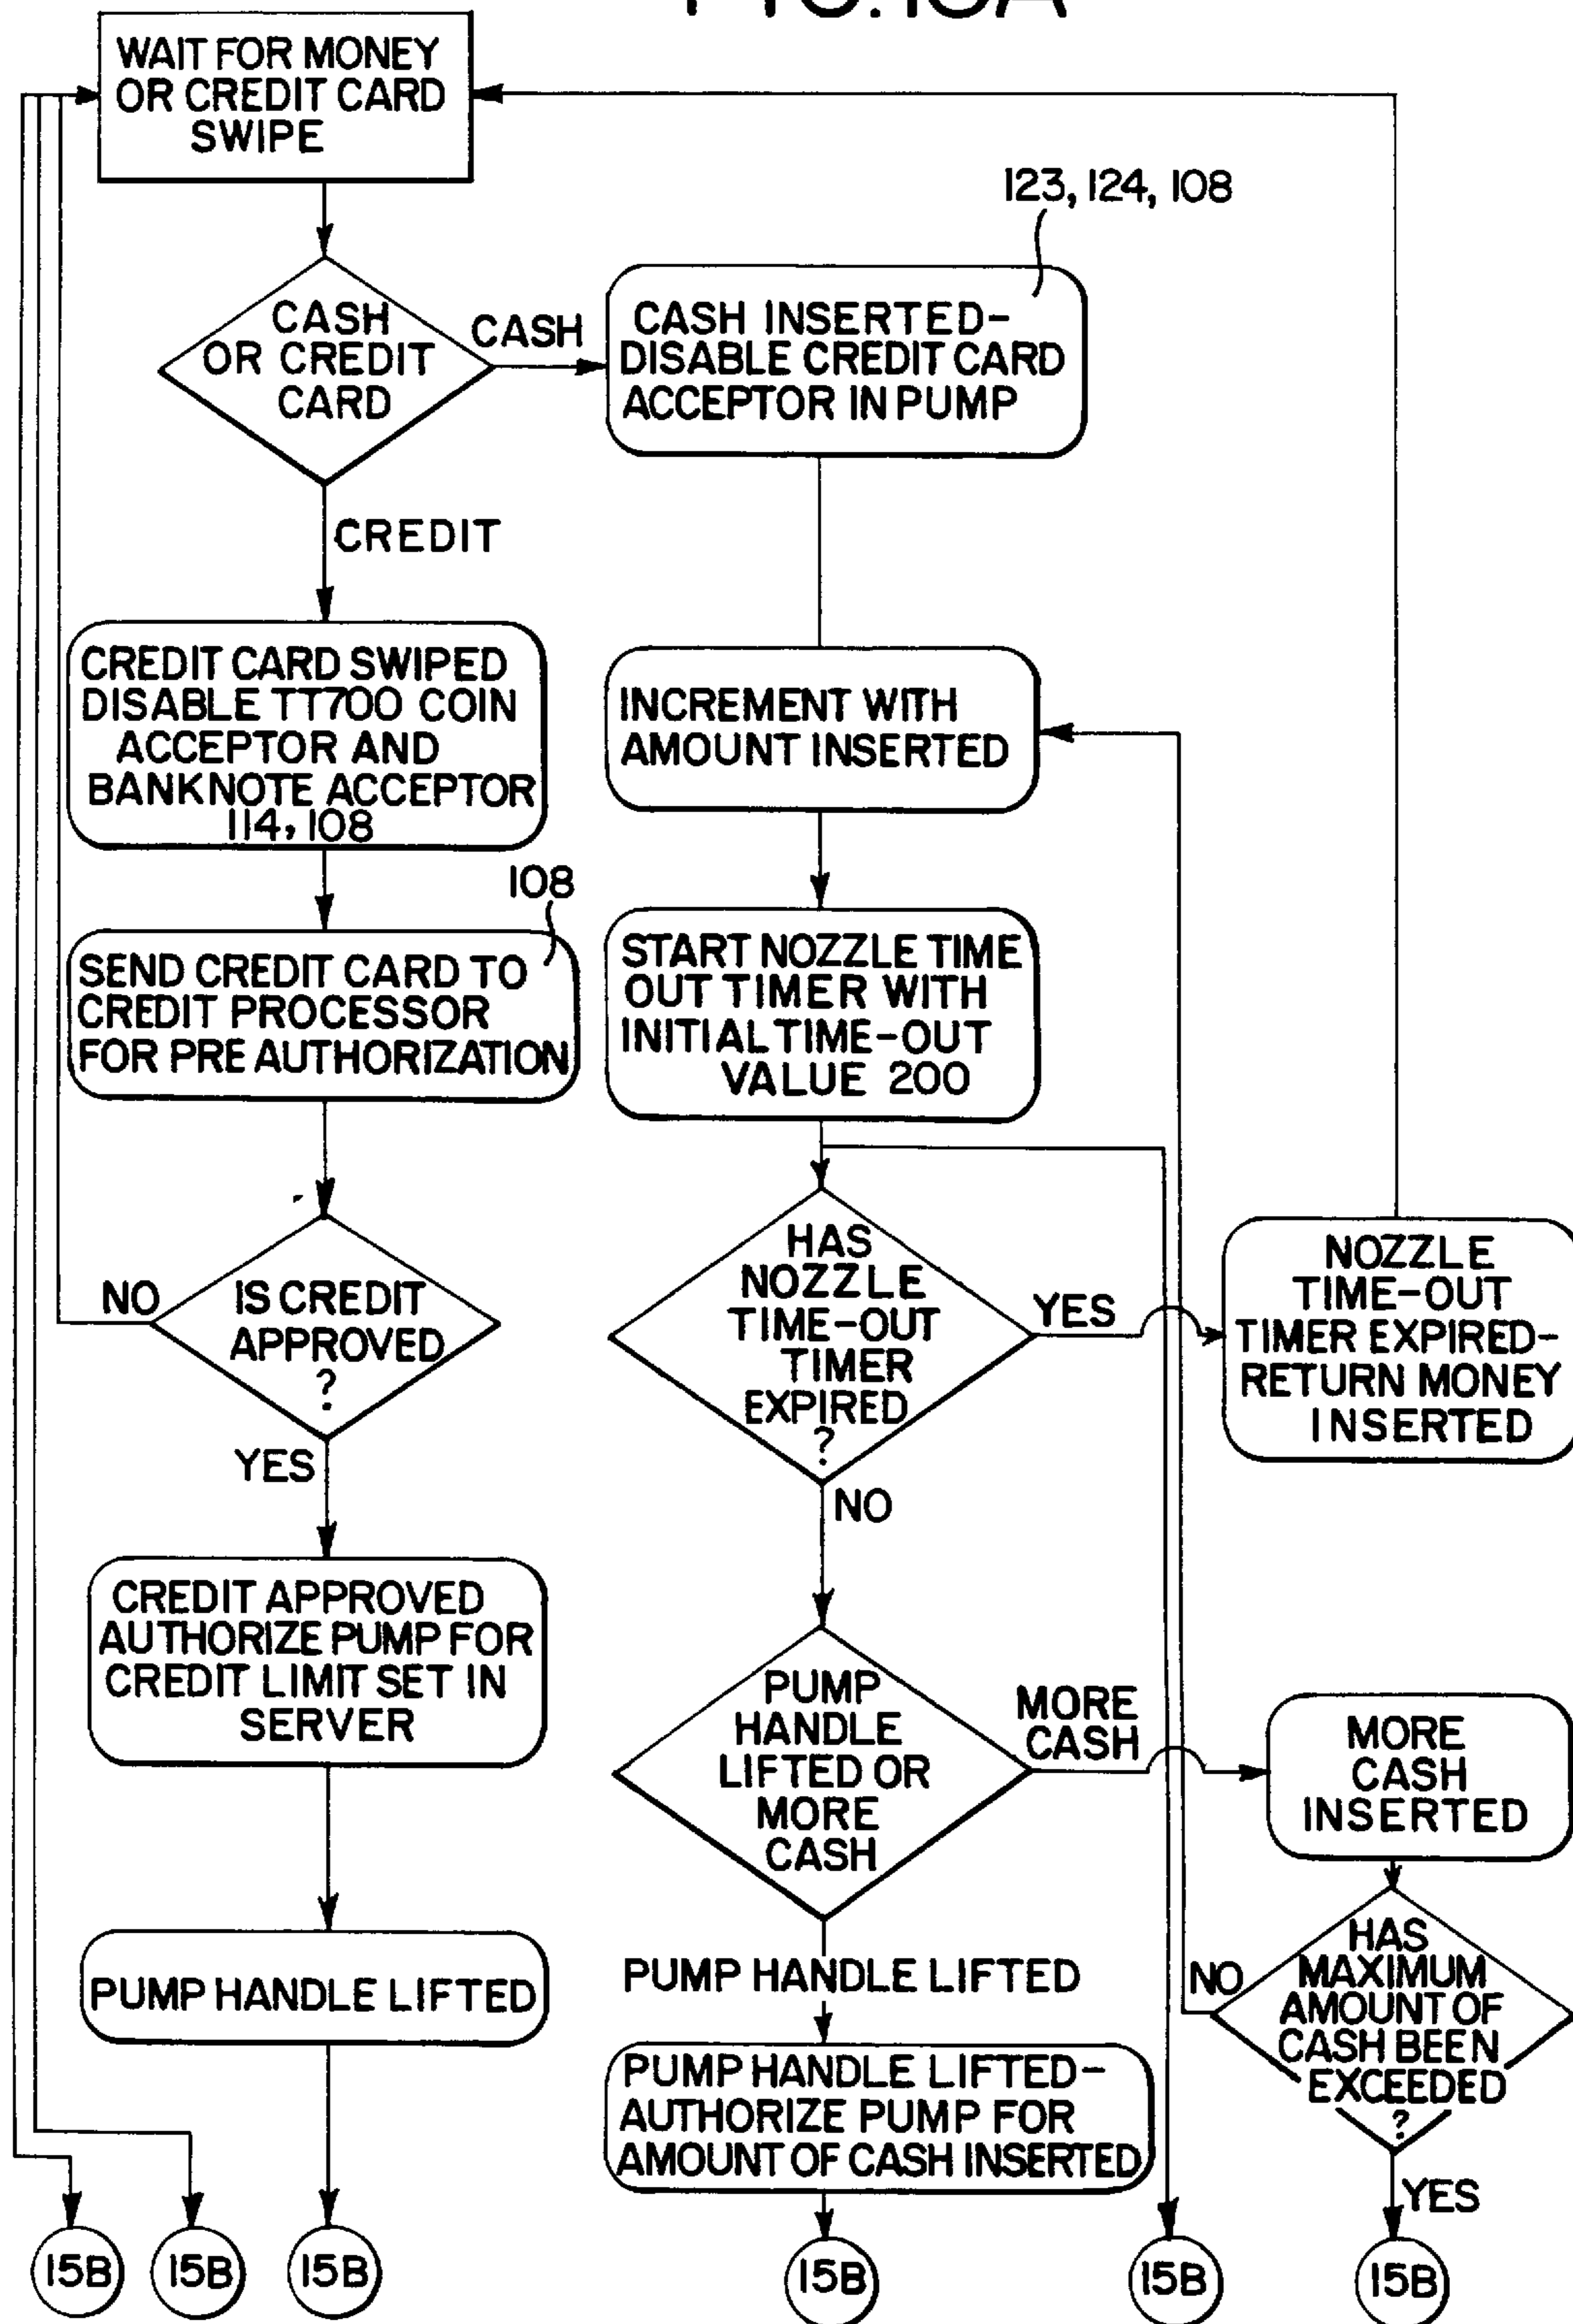 FIG. 15A
WAIT FOR MONEY
OR CREDIT CARD
SWIPE
123, 124, 108
CASH
OR CREDIT
CARD
CASH
CASH INSERTED-
DISABLE CREDIT CARD
ACCEPTOR IN PUMP
CREDIT
CREDIT CARD SWIPED
DISABLE TT700 COIN
ACCEPTOR AND
BANKNOTE ACCEPTOR
114, 108
INCREMENT WITH
AMOUNT INSERTED
108
SEND CREDIT CARD TO
CREDIT PROCESSOR
FOR PRE AUTHORIZATION
START NOZZLE TIME
OUT TIMER WITH
INITIAL TIME-OUT
VALUE 200
NO
IS CREDIT
APPROVED
?
YES
HAS
NOZZLE
TIME-OUT
TIMER
EXPIRED
?
YES
NO
NOZZLE
TIME-OUT
TIMER EXPIRED-
RETURN MONEY
INSERTED
CREDIT APPROVED
AUTHORIZE PUMP FOR
CREDIT LIMIT SET IN
SERVER
PUMP
HANDLE
LIFTED OR
MORE
CASH
MORE
CASH
MORE
CASH
INSERTED
PUMP HANDLE LIFTED
PUMP HANDLE LIFTED
NO
HAS
MAXIMUM
AMOUNT OF
CASH BEEN
EXCEEDED
?
YES
PUMP HANDLE LIFTED-
AUTHORIZE PUMP FOR
AMOUNT OF CASH INSERTED
15B
15B
15B
15B
15B
15B